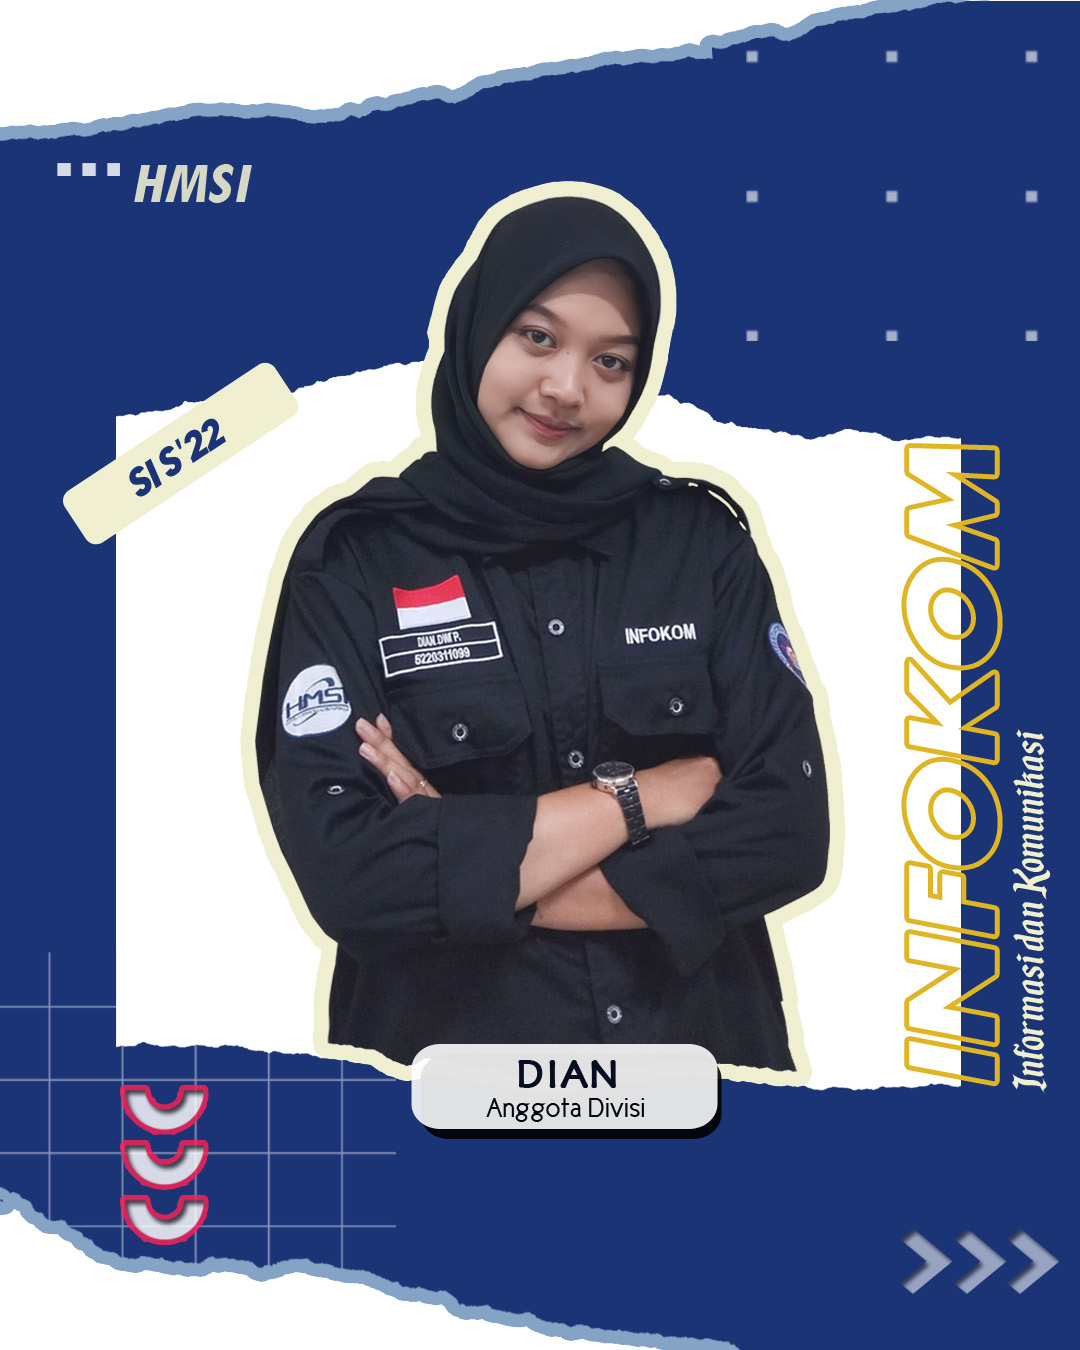 HMSI
SI S'22
DIAN DWI P.
5220311099
INFOKOM
HMSI
INFOKOM
Informasi dan Komunikasi
DIAN
Anggota Divisi